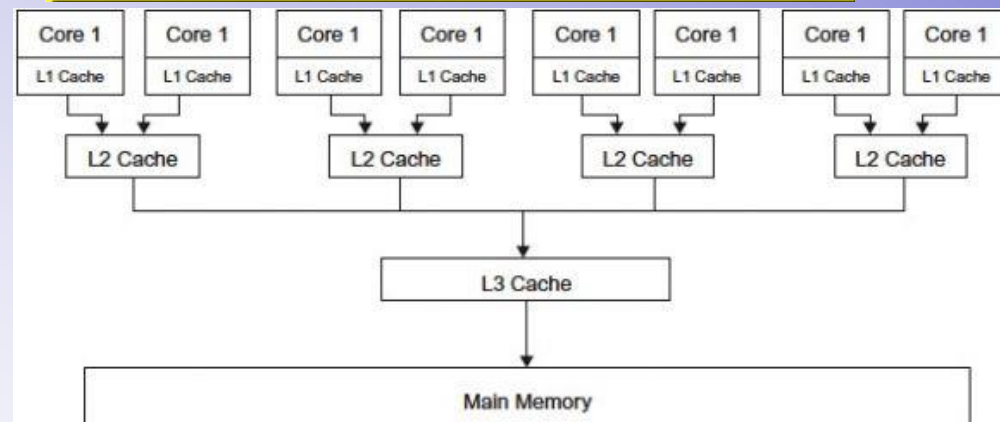 Core 1 Core 1 Core 1 Core 1 Core 1 Core 1 Core 1 Core 1
L1 Cache L1 Cache L1 Cache L1 Cache L1 Cache L1 Cache L1 Cache L1 Cache
L2 Cache L2 Cache L2 Cache L2 Cache
L3 Cache
Main Memory